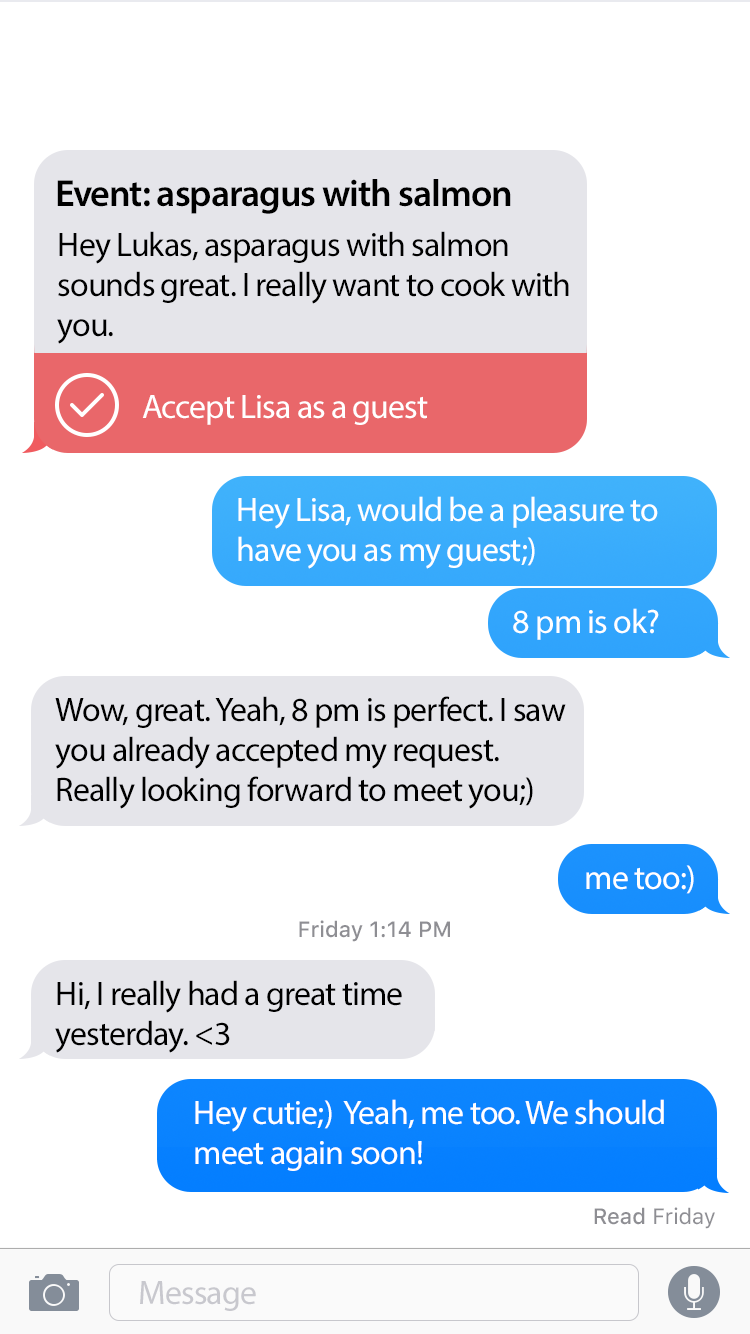 Event: asparagus with salmon
Hey Lukas, asparagus with salmon
sounds great. I really want to cook with
you.
Accept Lisa as a guest
Hey Lisa, would be a pleasure to
have you as my guest;)
8 pm is ok?
Wow, great. Yeah, 8 pm is perfect. I saw
you already accepted my request.
Really looking forward to meet you;)
me too:)
Friday 1:14 PM
Hi, I really had a great time
yesterday. <3
Hey cutie;) Yeah, me too. We should
meet again soon!
Read Friday
Message